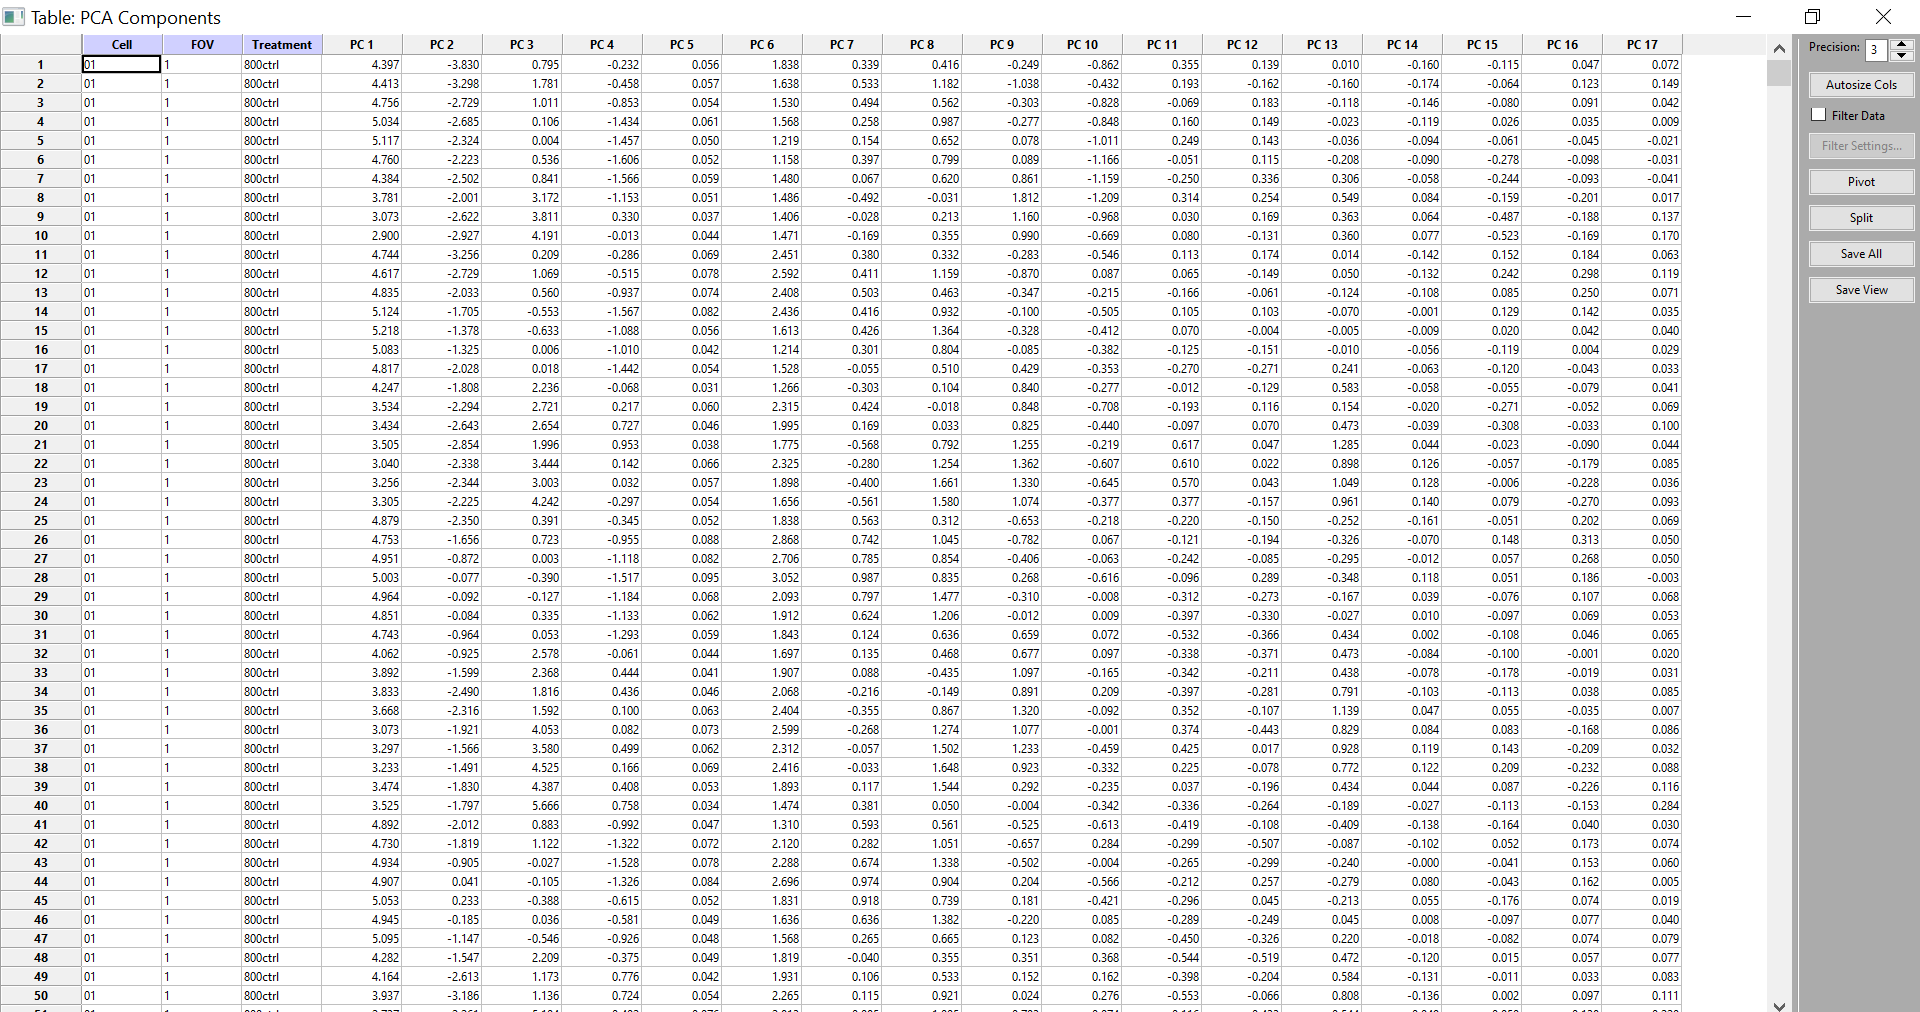 Table: PCA Components
Cell FOV Treatment PC 1 PC 2 PC 3 PC 4 PC 5 PC 6 PC 7 PC 8 PC 9 PC 10 PC 11 PC 12 PC 13 PC 14 PC 15 PC 16 PC 17
1 01 1 800ctrl 4.397 -3.830 0.795 -0.232 0.056 1.838 0.339 0.416 -0.249 -0.862 0.355 0.139 0.010 -0.160 -0.115 0.047 0.072
2 01 1 800ctrl 4.413 -3.298 1.781 -0.458 0.057 1.638 0.533 1.182 -1.038 -0.432 0.193 -0.162 -0.160 -0.174 -0.064 0.123 0.149
3 01 1 800ctrl 4.756 -2.729 1.011 -0.853 0.054 1.530 0.494 0.562 -0.303 -0.828 -0.069 0.183 -0.118 -0.146 -0.080 0.091 0.042
4 01 1 800ctrl 5.034 -2.685 0.106 -1.434 0.061 1.568 0.258 0.987 -0.277 -0.848 0.160 0.149 -0.023 -0.119 0.026 0.035 0.009
5 01 1 800ctrl 5.117 -2.324 0.004 -1.457 0.050 1.219 0.154 0.652 0.078 -1.011 0.249 0.143 -0.036 -0.094 -0.061 -0.045 -0.021
6 01 1 800ctrl 4.760 -2.223 0.536 -1.606 0.052 1.158 0.397 0.799 0.089 -1.166 -0.051 0.115 -0.208 -0.090 -0.278 -0.098 -0.031
7 01 1 800ctrl 4.384 -2.502 0.841 -1.566 0.059 1.480 0.067 0.620 0.861 -1.159 -0.250 0.336 0.306 -0.058 -0.244 -0.093 -0.041
8 01 1 800ctrl 3.781 -2.001 3.172 -1.153 0.051 1.486 -0.492 -0.031 1.812 -1.209 0.314 0.254 0.549 0.084 -0.159 -0.201 0.017
9 01 1 800ctrl 3.073 -2.622 3.811 0.330 0.037 1.406 -0.028 0.213 1.160 -0.968 0.030 0.169 0.363 0.064 -0.487 -0.188 0.137
10 01 1 800ctrl 2.900 -2.927 4.191 -0.013 0.044 1.471 -0.169 0.355 0.990 -0.669 0.080 -0.131 0.360 0.077 -0.523 -0.169 0.170
11 01 1 800ctrl 4.744 -3.256 0.209 -0.286 0.069 2.451 0.380 0.332 -0.283 -0.546 0.113 0.174 0.014 -0.142 0.152 0.184 0.063
12 01 1 800ctrl 4.617 -2.729 1.069 -0.515 0.078 2.592 0.411 1.159 -0.870 0.087 0.065 -0.149 0.050 -0.132 0.242 0.298 0.119
13 01 1 800ctrl 4.835 -2.033 0.560 -0.937 0.074 2.408 0.503 0.463 -0.347 -0.215 -0.166 -0.061 -0.124 -0.108 0.085 0.250 0.071
14 01 1 800ctrl 5.124 -1.705 -0.553 -1.567 0.082 2.436 0.416 0.932 -0.100 -0.505 0.105 0.103 -0.070 -0.001 0.129 0.142 0.035
15 01 1 800ctrl 5.218 -1.378 -0.633 -1.088 0.056 1.613 0.426 1.364 -0.328 -0.412 0.070 -0.004 -0.005 -0.009 0.020 0.042 0.040
16 01 1 800ctrl 5.083 -1.325 0.006 -1.010 0.042 1.214 0.301 0.804 -0.085 -0.382 -0.125 -0.151 -0.010 -0.056 -0.119 0.004 0.029
17 01 1 800ctrl 4.817 -2.028 0.018 -1.442 0.054 1.528 -0.055 0.510 0.429 -0.353 -0.270 -0.271 0.241 -0.063 -0.120 -0.043 0.033
18 01 1 800ctrl 4.247 -1.808 2.236 -0.068 0.031 1.266 -0.303 0.104 0.840 -0.277 -0.012 -0.129 0.583 -0.058 -0.055 -0.079 0.041
19 01 1 800ctrl 3.534 -2.294 2.721 0.217 0.060 2.315 0.424 -0.018 0.848 -0.708 -0.193 0.116 0.154 -0.020 -0.271 -0.052 0.069
20 01 1 800ctrl 3.434 -2.643 2.654 0.727 0.046 1.995 0.169 0.033 0.825 -0.440 -0.097 0.070 0.473 -0.039 -0.308 -0.033 0.100
21 01 1 800ctrl 3.505 -2.854 1.996 0.953 0.038 1.775 -0.568 0.792 1.255 -0.219 0.617 0.047 1.285 0.044 -0.023 -0.090 0.044
22 01 1 800ctrl 3.040 -2.338 3.444 0.142 0.066 2.325 -0.280 1.254 1.362 -0.607 0.610 0.022 0.898 0.126 -0.057 -0.179 0.085
23 01 1 800ctrl 3.256 -2.344 3.003 0.032 0.057 1.898 -0.400 1.661 1.330 -0.645 0.570 0.043 1.049 0.128 -0.006 -0.228 0.036
24 01 1 800ctrl 3.305 -2.225 4.242 -0.297 0.054 1.656 -0.561 1.580 1.074 -0.377 0.377 -0.157 0.961 0.140 0.079 -0.270 0.093
25 01 1 800ctrl 4.879 -2.350 0.391 -0.345 0.052 1.838 0.563 0.312 -0.653 -0.218 -0.220 -0.150 -0.252 -0.161 -0.051 0.202 0.069
26 01 1 800ctrl 4.753 -1.656 0.723 -0.955 0.088 2.868 0.742 1.045 -0.782 0.067 -0.121 -0.194 -0.326 -0.070 0.148 0.313 0.050
27 01 1 800ctrl 4.951 -0.872 0.003 -1.118 0.082 2.706 0.785 0.854 -0.406 -0.063 -0.242 -0.085 -0.295 -0.012 0.057 0.268 0.050
28 01 1 800ctrl 5.003 -0.077 -0.390 -1.517 0.095 3.052 0.987 0.835 0.268 -0.616 -0.096 0.289 -0.348 0.118 0.051 0.186 -0.003
29 01 1 800ctrl 4.964 -0.092 -0.127 -1.184 0.068 2.093 0.797 1.477 -0.310 -0.008 -0.312 -0.273 -0.167 0.039 -0.076 0.107 0.068
30 01 1 800ctrl 4.851 -0.084 0.335 -1.133 0.062 1.912 0.624 1.206 -0.012 0.009 -0.397 -0.330 -0.027 0.010 -0.097 0.069 0.053
31 01 1 800ctrl 4.743 -0.964 0.053 -1.293 0.059 1.843 0.124 0.636 0.659 0.072 -0.532 -0.366 0.434 0.002 -0.108 0.046 0.065
32 01 1 800ctrl 4.062 -0.925 2.578 -0.061 0.044 1.697 0.135 0.468 0.677 0.097 -0.338 -0.371 0.473 -0.084 -0.100 -0.001 0.020
33 01 1 800ctrl 3.892 -1.599 2.368 0.444 0.041 1.907 0.088 -0.435 1.097 -0.165 -0.342 -0.211 0.438 -0.078 -0.178 -0.019 0.031
34 01 1 800ctrl 3.833 -2.490 1.816 0.436 0.046 2.068 -0.216 -0.149 0.891 0.209 -0.397 -0.281 0.791 -0.103 -0.113 0.038 0.085
35 01 1 800ctrl 3.668 -2.316 1.592 0.100 0.063 2.404 -0.355 0.867 1.320 -0.092 0.352 -0.107 1.139 0.047 0.055 -0.035 0.007
36 01 1 800ctrl 3.073 -1.921 4.053 0.082 0.073 2.599 -0.268 1.274 1.077 -0.001 0.374 -0.443 0.829 0.084 0.083 -0.168 0.086
37 01 1 800ctrl 3.297 -1.566 3.580 0.499 0.062 2.312 -0.057 1.502 1.233 -0.459 0.425 0.017 0.928 0.119 0.143 -0.209 0.032
38 01 1 800ctrl 3.233 -1.491 4.525 0.166 0.069 2.416 -0.033 1.648 0.923 -0.332 0.225 -0.078 0.772 0.122 0.209 -0.232 0.088
39 01 1 800ctrl 3.474 -1.830 4.387 0.408 0.053 1.893 0.117 1.544 0.292 -0.235 0.037 -0.196 0.434 0.044 0.087 -0.226 0.116
40 01 1 800ctrl 3.525 -1.797 5.666 0.758 0.034 1.474 0.381 0.050 -0.004 -0.342 -0.336 -0.264 -0.189 -0.027 -0.113 -0.153 0.284
41 01 1 800ctrl 4.892 -2.012 0.883 -0.992 0.047 1.310 0.593 0.561 -0.525 -0.613 -0.419 -0.108 -0.409 -0.138 -0.164 0.040 0.030
42 01 1 800ctrl 4.730 -1.819 1.122 -1.322 0.072 2.120 0.282 1.051 -0.657 0.284 -0.299 -0.507 -0.087 -0.102 0.052 0.173 0.074
43 01 1 800ctrl 4.934 -0.905 -0.027 -1.528 0.078 2.288 0.674 1.338 -0.502 -0.004 -0.265 -0.299 -0.240 -0.000 -0.041 0.153 0.060
44 01 1 800ctrl 4.907 0.041 -0.105 -1.326 0.084 2.696 0.974 0.904 0.204 -0.566 -0.212 0.257 -0.279 0.080 -0.043 0.162 0.005
45 01 1 800ctrl 5.053 0.233 -0.388 -0.615 0.052 1.831 0.918 0.739 0.181 -0.421 -0.296 0.045 -0.213 0.055 -0.176 0.074 0.019
46 01 1 800ctrl 4.945 -0.185 0.036 -0.581 0.049 1.636 0.636 1.382 -0.220 0.085 -0.289 -0.249 0.045 0.008 -0.097 0.077 0.040
47 01 1 800ctrl 5.095 -1.147 -0.546 -0.926 0.048 1.568 0.265 0.665 0.123 0.082 -0.450 -0.326 0.220 -0.018 -0.082 0.074 0.079
48 01 1 800ctrl 4.282 -1.547 2.209 -0.375 0.049 1.819 -0.040 0.355 0.351 0.368 -0.544 -0.519 0.472 -0.120 0.015 0.057 0.077
49 01 1 800ctrl 4.164 -2.613 1.173 0.776 0.042 1.931 0.106 0.533 0.152 0.162 -0.398 -0.204 0.584 -0.131 -0.011 0.033 0.083
50 01 1 800ctrl 3.937 -3.186 1.136 0.724 0.054 2.265 0.115 0.921 0.024 0.276 -0.553 -0.066 0.808 -0.136 0.002 0.097 0.111
Precision: 3
Autosize Cols
Filter Data
Filter Settings...
Pivot
Split
Save All
Save View